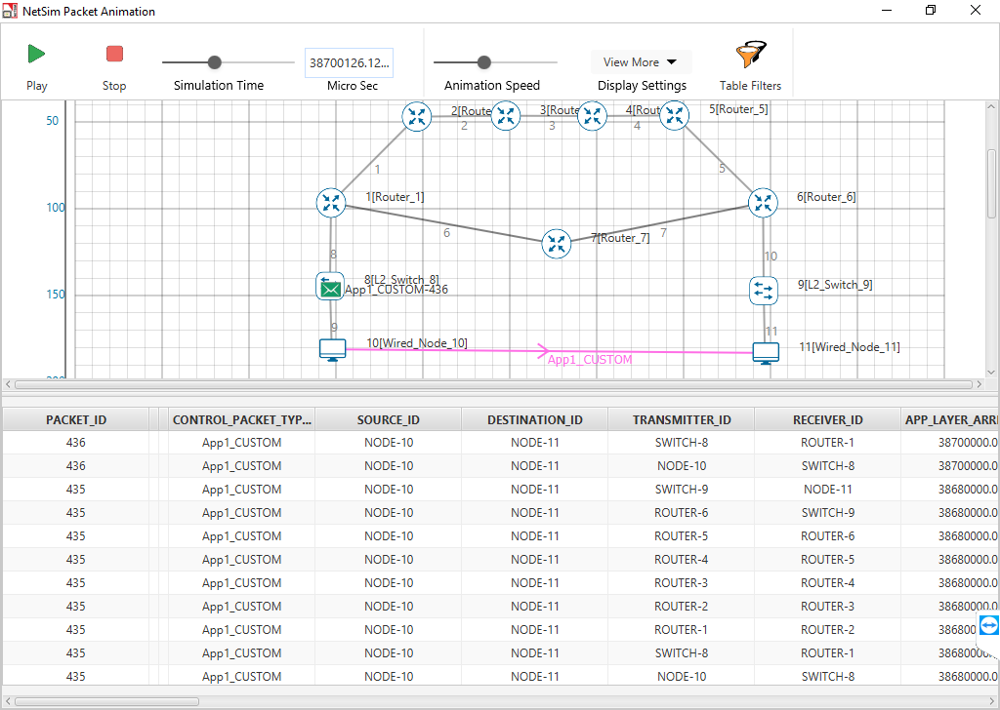 NetSim Packet Animation
38700126.12...
View More
Play
Stop
Simulation Time
Micro Sec
Animation Speed
Display Settings
Table Filters
50
2[Route
3[Route
4[Rout
5[Router_5]
2
3
4
1
5
1[Router_1]
6[Router_6]
100
6
7[Router_7]
7
8
10
8[L2_Switch_8]
App1_CUSTOM-436
9[L2_Switch_9]
150
9
11
10[Wired_Node_10]
11[Wired_Node_11]
App1_CUSTOM
200
PACKET_ID CONTROL_PACKET_TYP... SOURCE_ID DESTINATION_ID TRANSMITTER_ID RECEIVER_ID APP_LAYER_ARRI
436 App1_CUSTOM NODE-10 NODE-11 SWITCH-8 ROUTER-1 38700000.0
436 App1_CUSTOM NODE-10 NODE-11 NODE-10 SWITCH-8 38700000.0
435 App1_CUSTOM NODE-10 NODE-11 SWITCH-9 NODE-11 38680000.0
435 App1_CUSTOM NODE-10 NODE-11 ROUTER-6 SWITCH-9 38680000.0
435 App1_CUSTOM NODE-10 NODE-11 ROUTER-5 ROUTER-6 38680000.0
435 App1_CUSTOM NODE-10 NODE-11 ROUTER-4 ROUTER-5 38680000.0
435 App1_CUSTOM NODE-10 NODE-11 ROUTER-3 ROUTER-4 38680000.0
435 App1_CUSTOM NODE-10 NODE-11 ROUTER-2 ROUTER-3 38680000.0
435 App1_CUSTOM NODE-10 NODE-11 ROUTER-1 ROUTER-2 386800
435 App1_CUSTOM NODE-10 NODE-11 SWITCH-8 ROUTER-1 3868000
435 App1_CUSTOM NODE-10 NODE-11 NODE-10 SWITCH-8 38680000.0